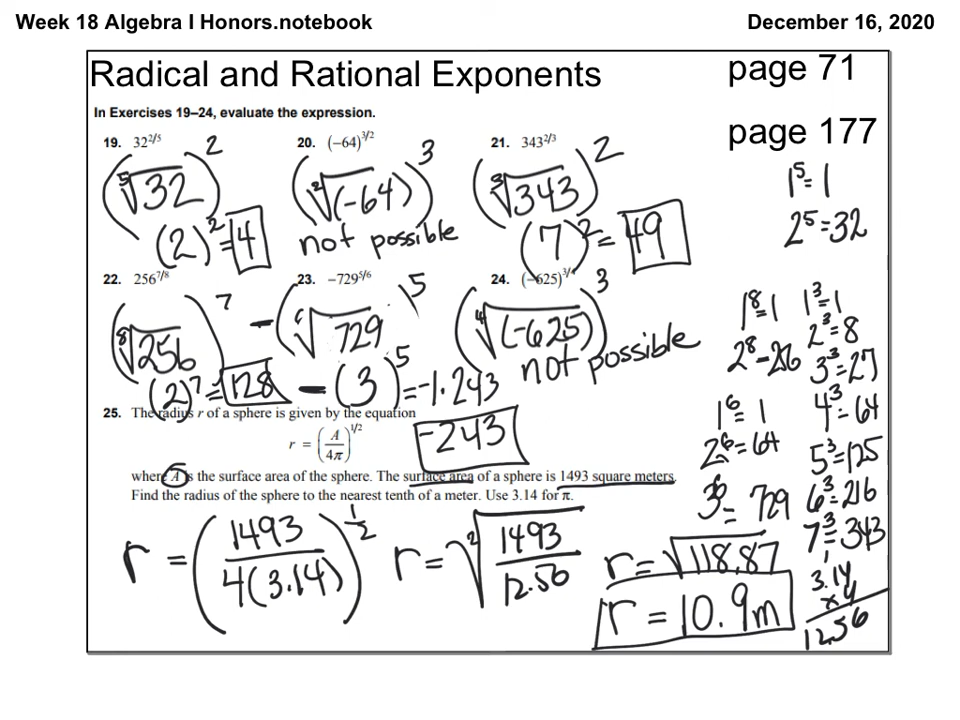 Week 18 Algebra I Honors.notebook
December 16, 2020
Radical and Rational Exponents
page 71
page 177
In Exercises 19–24, evaluate the expression.
19. 32^{2/5}
20. (−64)^{3/2}
21. 343^{2/3}
(⁵√32)²
(²√(-64))³
(³√343)²
(2)² = 4
not possible
(7)² = 49
1⁵=1
2⁵=32
22. 256^{7/8}
23. −729^{5/6}
24. (−625)^{3/4}
(⁸√256)⁷
-(⁶√729)⁵
(⁴√(-625))³
(2)⁷ = 128
-(3)⁵ = -1·243
not possible
-243
1⁸=1
2⁸=256
1³=1
2³=8
3³=27
4³=64
5³=125
6³=216
7³=343
1⁶=1
2⁶=64
3⁶=729
25. The radius r of a sphere is given by the equation
r = (A/4π)^{1/2}
where A is the surface area of the sphere. The surface area of a sphere is 1493 square meters.
Find the radius of the sphere to the nearest tenth of a meter. Use 3.14 for π.
r = (1493/4(3.14))^{1/2}
r = ²√(1493/12.56)
r = √118.87
r = 10.9m
3.14
x4
12.56